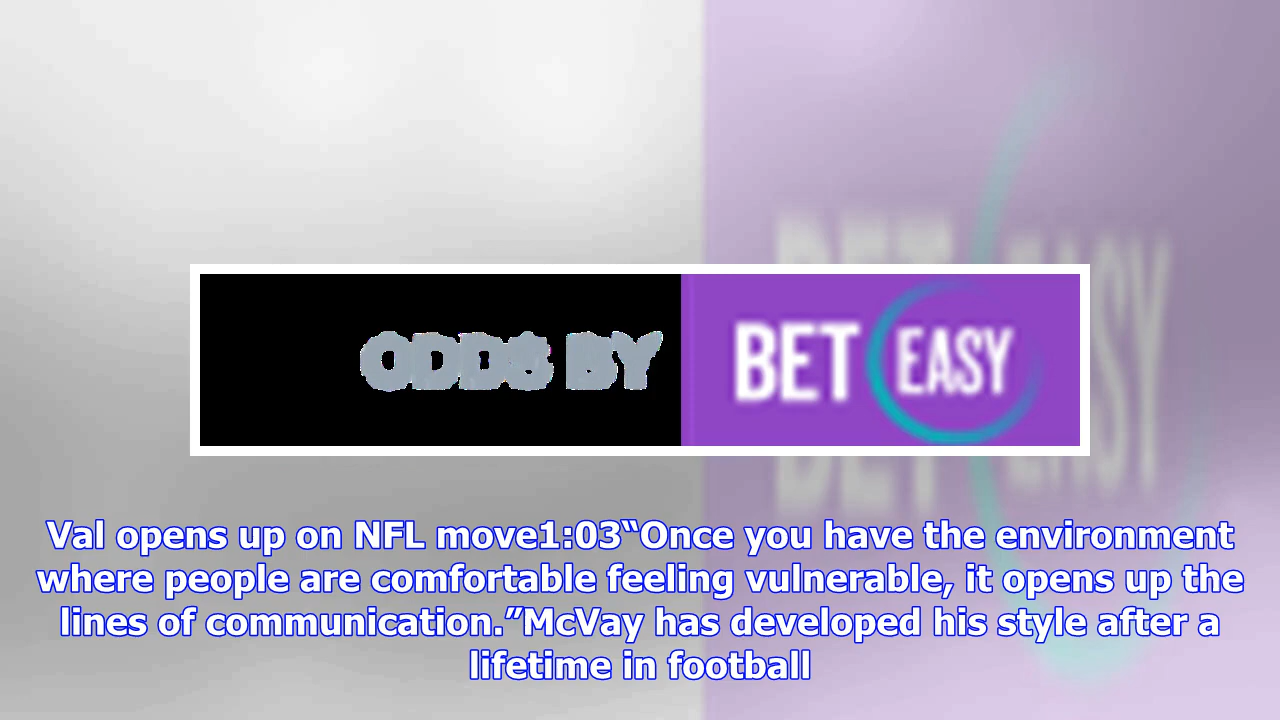 ODDS BY
BET EASY
Val opens up on NFL move1:03“Once you have the environment
where people are comfortable feeling vulnerable, it opens up the
lines of communication.”McVay has developed his style after a
lifetime in football